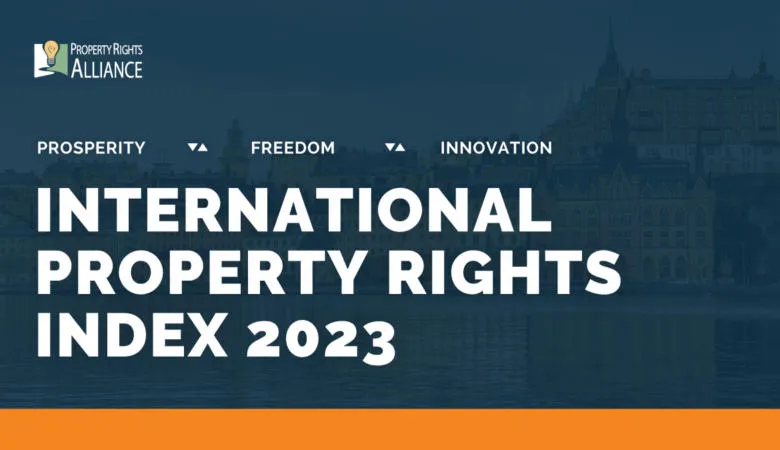 PROPERTY RIGHTS
ALLIANCE
PROSPERITY FREEDOM INNOVATION
INTERNATIONAL
PROPERTY RIGHTS
INDEX 2023